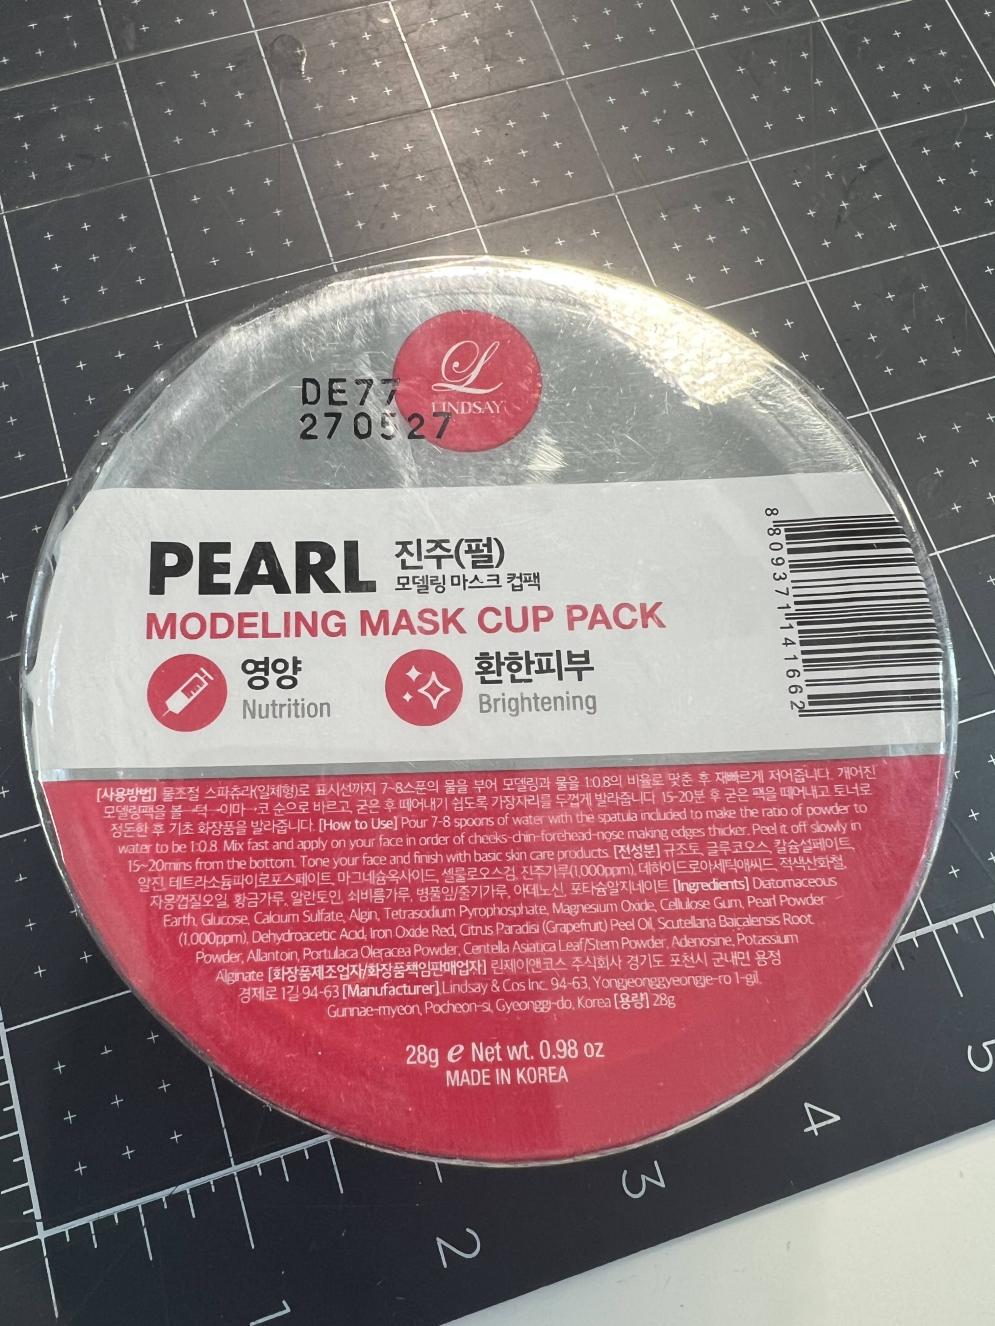 L
LINDSAY
DE77
270527
PEARL 진주(펄)
모델링 마스크 컵팩
MODELING MASK CUP PACK
영양
Nutrition
환한피부
Brightening
8 809371 141662
[사용방법] 물조절 스파츄라(일체형)로 표시선까지 7~8스푼의 물을 부어 모델링과 물을 1:0.8의 비율로 맞춘 후 재빠르게 저어줍니다. 개어진
모델링팩을 볼→턱→이마→코 순으로 바르고, 굳은 후 떼어내기 쉽도록 가장자리를 두껍게 발라줍니다. 15-20분 후 굳은 팩을 떼어내고 토너로
정돈한 후 기초 화장품을 발라줍니다. [How to Use] Pour 7-8 spoons of water with the spatula included to make the ratio of powder to
water to be 1:0.8. Mix fast and apply on your face in order of cheeks-chin-forehead-nose making edges thicker. Peel it off slowly in
15~20mins from the bottom. Tone your face and finish with basic skin care products. [전성분] 규조토, 글루코오스, 칼슘설페이트,
알진, 테트라소듐파이로포스페이트, 마그네슘옥사이드, 셀룰로오스검, 진주가루(1,000ppm), 데하이드로아세틱애씨드, 적색산화철,
자몽껍질오일, 황금가루, 알란토인, 쇠비름가루, 병풀잎/줄기가루, 아데노신, 포타슘알지네이트 [Ingredients] Diatomaceous
Earth, Glucose, Calcium Sulfate, Algin, Tetrasodium Pyrophosphate, Magnesium Oxide, Cellulose Gum, Pearl Powder
(1,000ppm), Dehydroacetic Acid, Iron Oxide Red, Citrus Paradisi (Grapefruit) Peel Oil, Scutellaria Baicalensis Root
Powder, Allantoin, Portulaca Oleracea Powder, Centella Asiatica Leaf/Stem Powder, Adenosine, Potassium
Alginate [화장품제조업자/화장품책임판매업자] 린제이앤코스 주식회사 경기도 포천시 군내면 용정
경제로 1길 94-63 [Manufacturer] Lindsay & Cos Inc. 94-63, Yongjeonggyeongje-ro 1-gil,
Gunnae-myeon, Pocheon-si, Gyeonggi-do, Korea [용량] 28g
28g ℮ Net wt. 0.98 oz
MADE IN KOREA
1
2
3
4
5